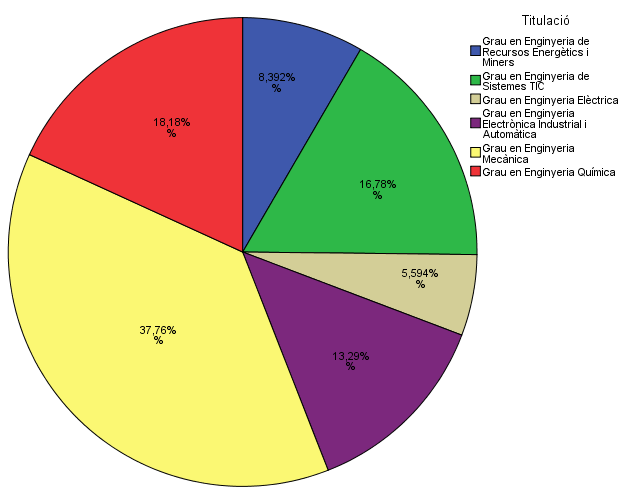 Titulació
Grau en Enginyeria de
Recursos Energètics i
Miners
Grau en Enginyeria de
Sistemes TIC
Grau en Enginyeria Elèctrica
Grau en Enginyeria
Electrònica Industrial i
Automàtica
Grau en Enginyeria
Mecànica
Grau en Enginyeria Química
8,392%
%
16,78%
%
5,594%
%
13,29%
%
37,76%
%
18,18%
%